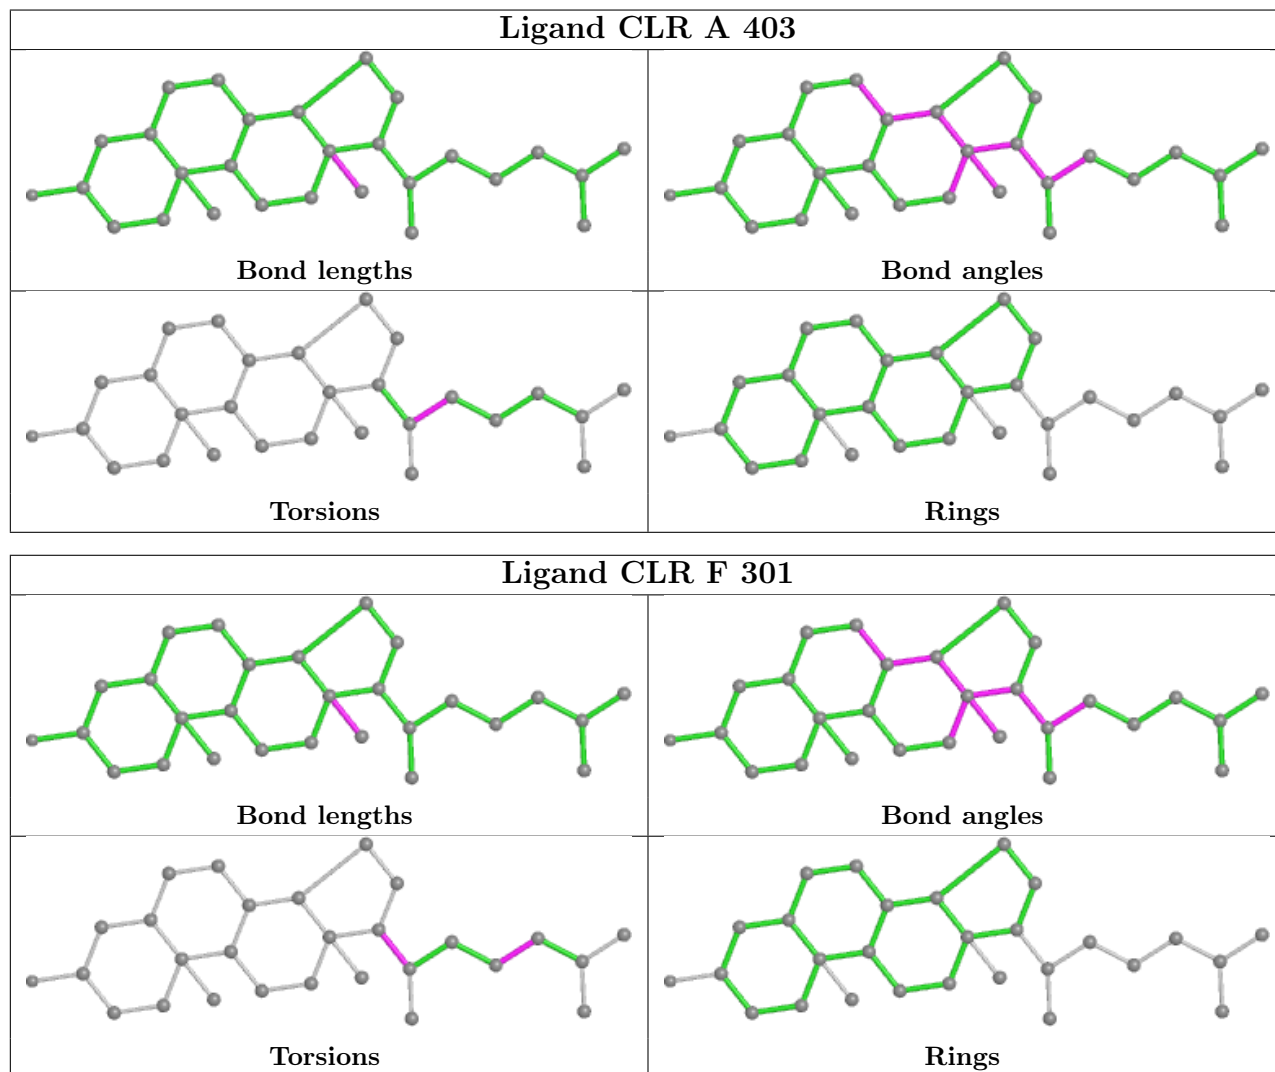 Ligand CLR A 403
Bond lengths
Bond angles
Torsions
Rings
Ligand CLR F 301
Bond lengths
Bond angles
Torsions
Rings